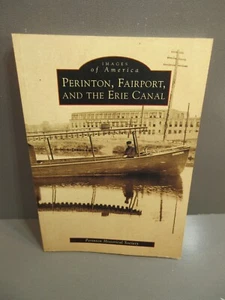 IMAGES
of America
PERINTON, FAIRPORT,
AND THE ERIE CANAL
Perinton Historical Society